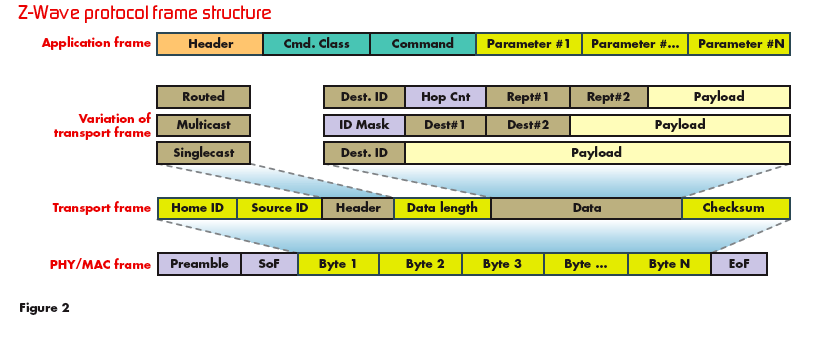 Z-Wave protocol frame structure
Application frame Header Cmd. Class Command Parameter #1 Parameter #... Parameter #N
Routed Dest. ID Hop Cnt Rept#1 Rept#2 Payload
Variation of
transport frame
Multicast ID Mask Dest#1 Dest#2 Payload
Singlecast Dest. ID Payload
Transport frame Home ID Source ID Header Data length Data Checksum
PHY/MAC frame Preamble SoF Byte 1 Byte 2 Byte 3 Byte ... Byte N EoF
Figure 2